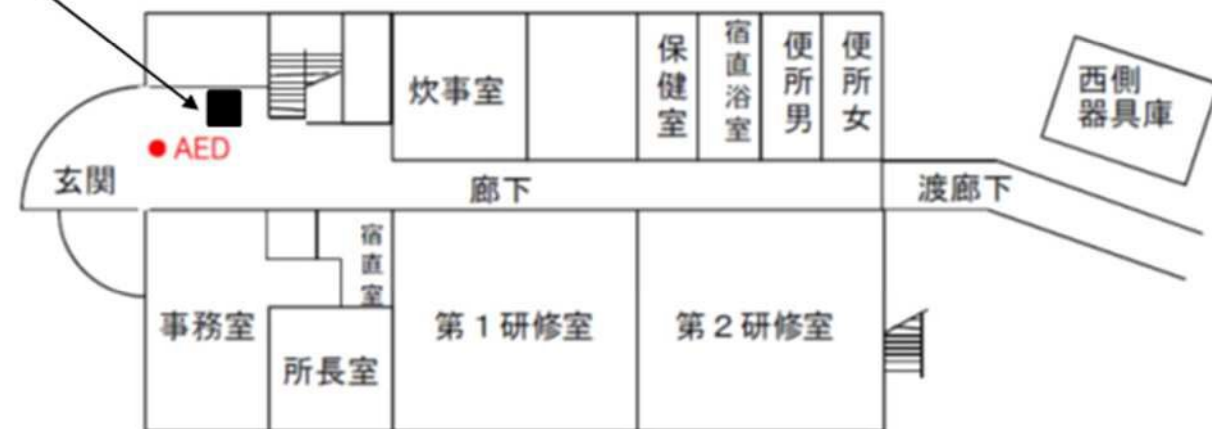 炊事室
保健室
宿直浴室
便所男
便所女
西側
器具庫
AED
玄関
廊下
渡廊下
宿直室
事務室
第1研修室
第2研修室
所長室